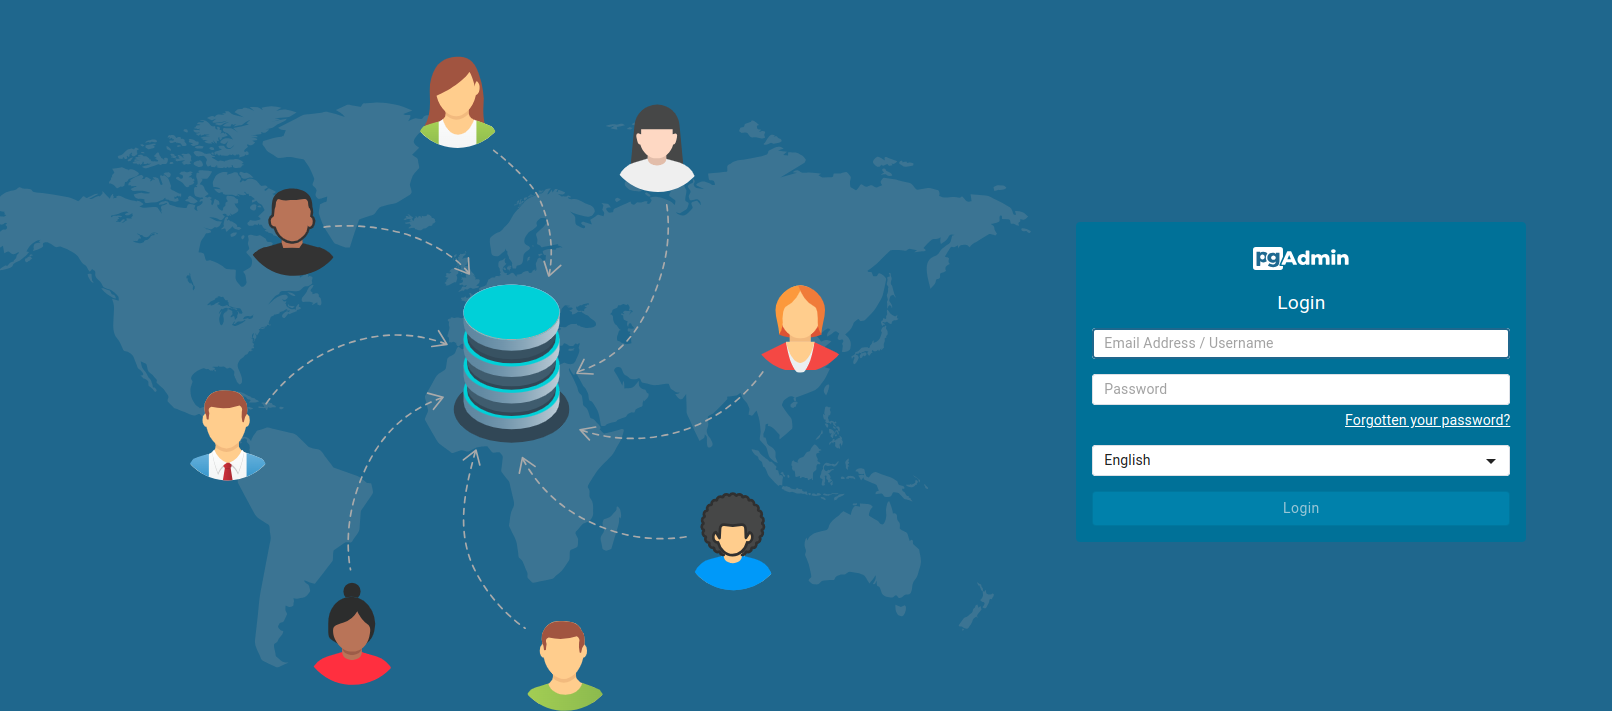 pgAdmin
Login
Email Address / Username
Password
Forgotten your password?
English
Login